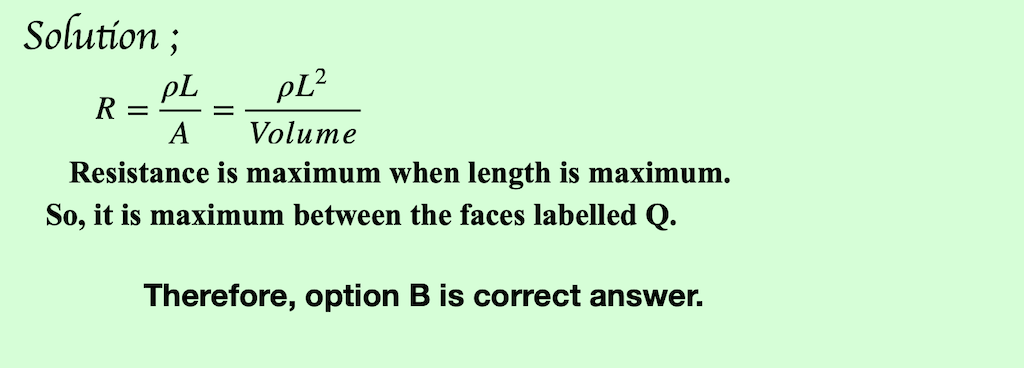 Solution ;
R = ρL/A = ρL²/Volume
Resistance is maximum when length is maximum.
So, it is maximum between the faces labelled Q.
Therefore, option B is correct answer.